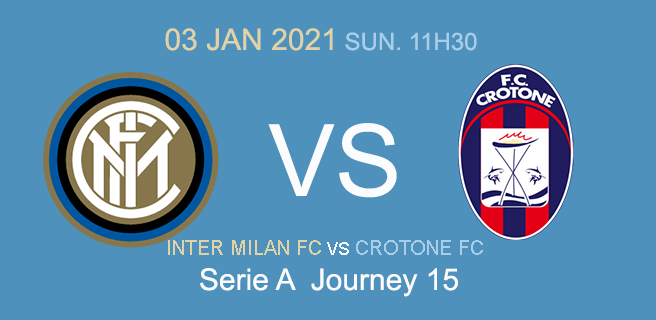 03 JAN 2021 SUN. 11H30
F.C.
CROTONE
VS
INTER MILAN FC VS CROTONE FC
Serie A Journey 15